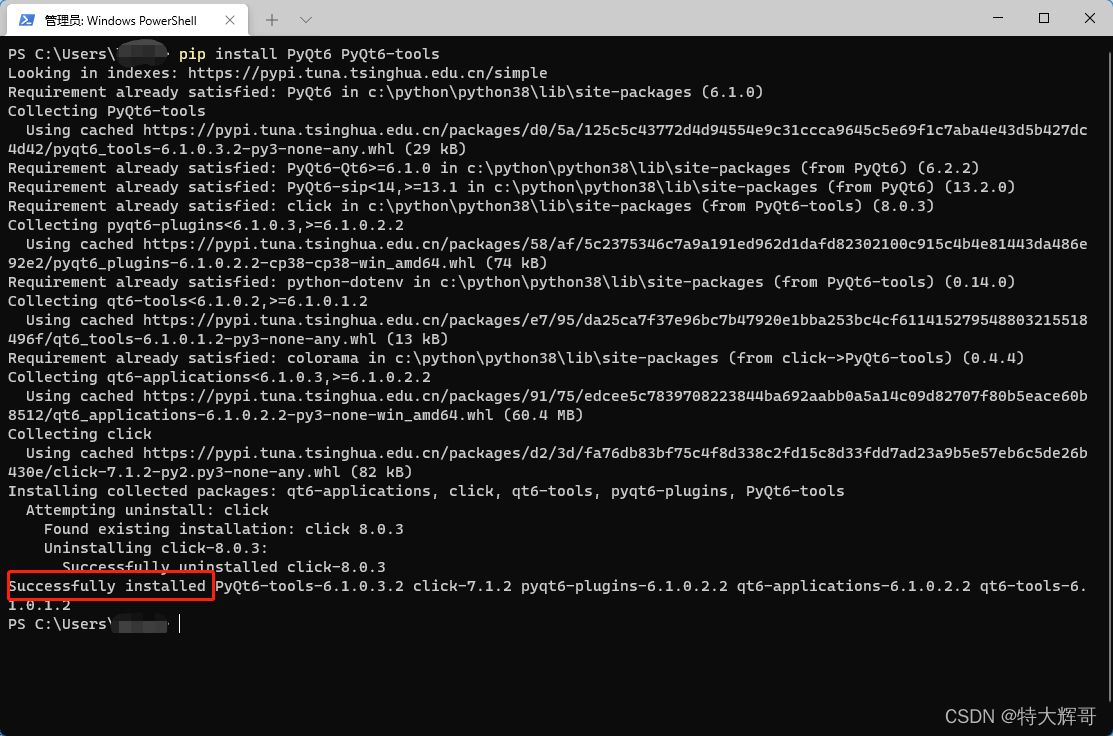 管理员: Windows PowerShell
PS C:\Users\ pip install PyQt6 PyQt6-tools
Looking in indexes: https://pypi.tuna.tsinghua.edu.cn/simple
Requirement already satisfied: PyQt6 in c:\python\python38\lib\site-packages (6.1.0)
Collecting PyQt6-tools
  Using cached https://pypi.tuna.tsinghua.edu.cn/packages/d0/5a/125c5c43772d4d94554e9c31ccca9645c5e69f1c7aba4e43d5b427dc
4d42/pyqt6_tools-6.1.0.3.2-py3-none-any.whl (29 kB)
Requirement already satisfied: PyQt6-Qt6>=6.1.0 in c:\python\python38\lib\site-packages (from PyQt6) (6.2.2)
Requirement already satisfied: PyQt6-sip<14,>=13.1 in c:\python\python38\lib\site-packages (from PyQt6) (13.2.0)
Requirement already satisfied: click in c:\python\python38\lib\site-packages (from PyQt6-tools) (8.0.3)
Collecting pyqt6-plugins<6.1.0.3,>=6.1.0.2.2
  Using cached https://pypi.tuna.tsinghua.edu.cn/packages/58/af/5c2375346c7a9a191ed962d1dafd82302100c915c4b4e81443da486e
92e2/pyqt6_plugins-6.1.0.2.2-cp38-cp38-win_amd64.whl (74 kB)
Requirement already satisfied: python-dotenv in c:\python\python38\lib\site-packages (from PyQt6-tools) (0.14.0)
Collecting qt6-tools<6.1.0.2,>=6.1.0.1.2
  Using cached https://pypi.tuna.tsinghua.edu.cn/packages/e7/95/da25ca7f37e96bc7b47920e1bba253bc4cf611415279548803215518
496f/qt6_tools-6.1.0.1.2-py3-none-any.whl (13 kB)
Requirement already satisfied: colorama in c:\python\python38\lib\site-packages (from click->PyQt6-tools) (0.4.4)
Collecting qt6-applications<6.1.0.3,>=6.1.0.2.2
  Using cached https://pypi.tuna.tsinghua.edu.cn/packages/91/75/edcee5c7839708223844ba692aabb0a5a14c09d82707f80b5eace60b
8512/qt6_applications-6.1.0.2.2-py3-none-win_amd64.whl (60.4 MB)
Collecting click
  Using cached https://pypi.tuna.tsinghua.edu.cn/packages/d2/3d/fa76db83bf75c4f8d338c2fd15c8d33fdd7ad23a9b5e57eb6c5de26b
430e/click-7.1.2-py2.py3-none-any.whl (82 kB)
Installing collected packages: qt6-applications, click, qt6-tools, pyqt6-plugins, PyQt6-tools
  Attempting uninstall: click
    Found existing installation: click 8.0.3
    Uninstalling click-8.0.3:
      Successfully uninstalled click-8.0.3
Successfully installed PyQt6-tools-6.1.0.3.2 click-7.1.2 pyqt6-plugins-6.1.0.2.2 qt6-applications-6.1.0.2.2 qt6-tools-6.
1.0.1.2
PS C:\Users\
CSDN @特大辉哥